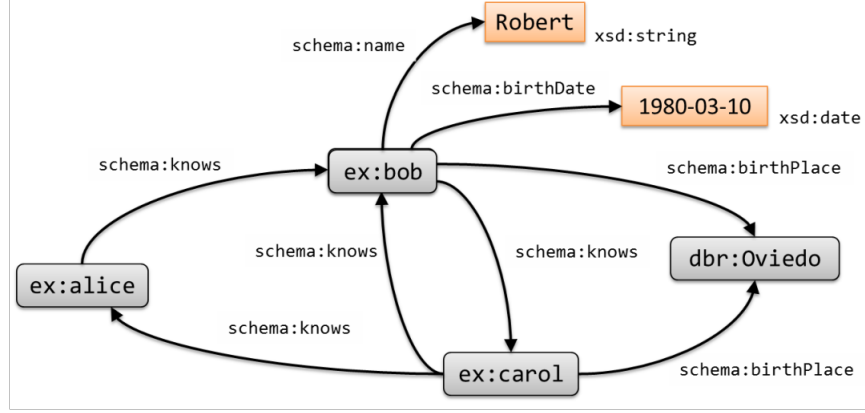 Robert
xsd:string
schema:name
schema:birthDate
1980-03-10
xsd:date
schema:knows
ex:bob
schema:birthPlace
schema:knows
schema:knows
dbr:Oviedo
ex:alice
schema:knows
ex:carol
schema:birthPlace